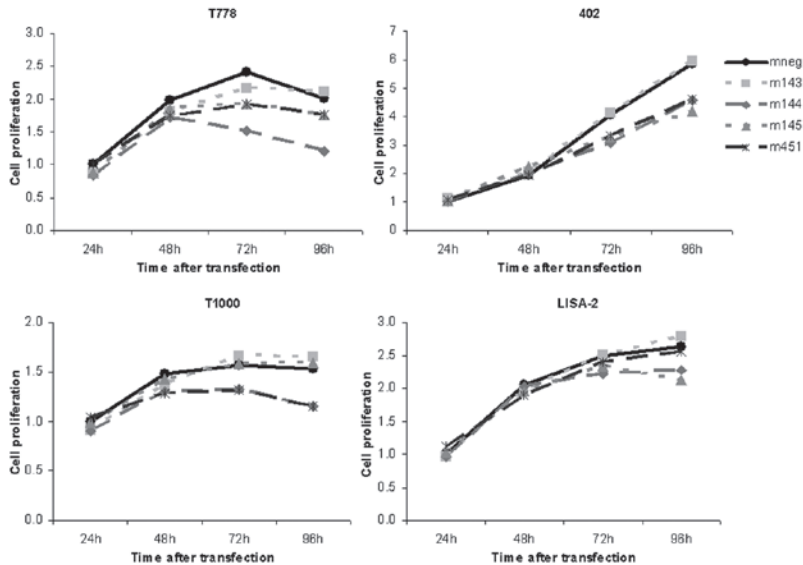 T778
402
Cell proliferation
3.0
2.5
2.0
1.5
1.0
0.5
0.0
24h 48h 72h 96h
Time after transfection
Cell proliferation
7
6
5
4
3
2
1
0
24h 48h 72h 96h
Time after transfection
mneg
m143
m144
m145
m451
T1000
LISA-2
Cell proliferation
2.0
1.5
1.0
0.5
0.0
24h 48h 72h 96h
Time after transfection
Cell proliferation
3.0
2.5
2.0
1.5
1.0
0.5
0.0
24h 48h 72h 96h
Time after transfection